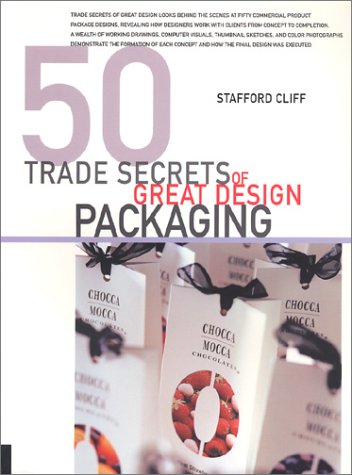 TRADE SECRETS OF GREAT DESIGN LOOKS BEHIND THE SCENES AT FIFTY COMMERCIAL PRODUCT
PACKAGE DESIGNS, REVEALING HOW DESIGNERS WORK WITH CLIENTS FROM CONCEPT TO COMPLETION.
A WEALTH OF WORKING DRAWINGS, COMPUTER VISUALS, THUMBNAIL SKETCHES, AND COLOR PHOTOGRAPHS
DEMONSTRATE THE FORMATION OF EACH CONCEPT AND HOW THE FINAL DESIGN WAS EXECUTED
50
STAFFORD CLIFF
TRADE SECRETS OF
GREAT DESIGN
PACKAGING
CHOCCA
MOCCA
CHOCOLATES
CHOCCA
MOCCA
CHOCOLATES
CHOCCA
MOCCA
CHOCOLATES